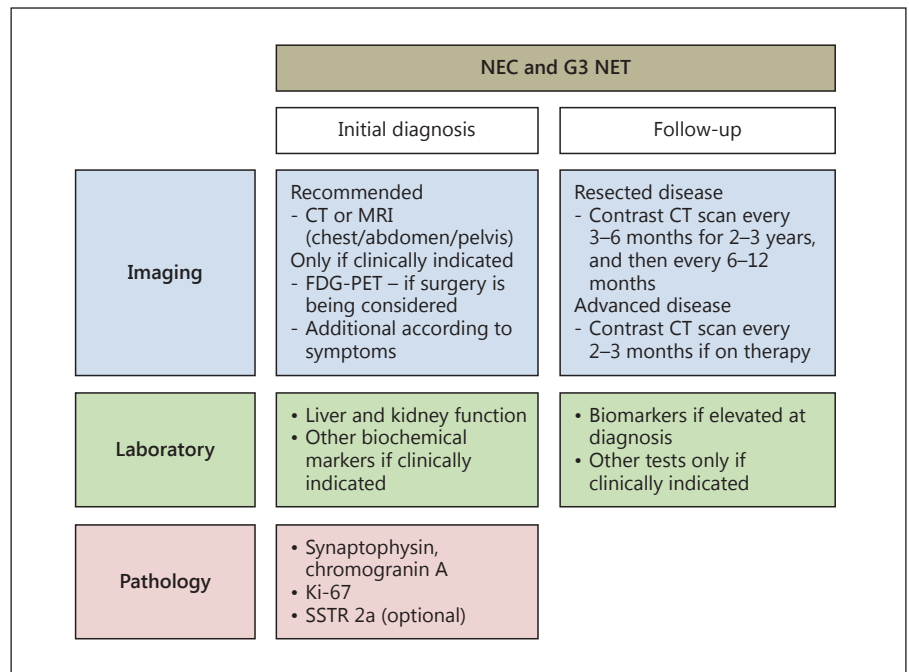 NEC and G3 NET
Initial diagnosis
Follow-up
Imaging
Recommended
- CT or MRI
(chest/abdomen/pelvis)
Only if clinically indicated
- FDG-PET – if surgery is
being considered
- Additional according to
symptoms
Resected disease
- Contrast CT scan every
3–6 months for 2–3 years,
and then every 6–12
months
Advanced disease
- Contrast CT scan every
2–3 months if on therapy
Laboratory
• Liver and kidney function
• Other biochemical
markers if clinically
indicated
• Biomarkers if elevated at
diagnosis
• Other tests only if
clinically indicated
Pathology
• Synaptophysin,
chromogranin A
• Ki-67
• SSTR 2a (optional)